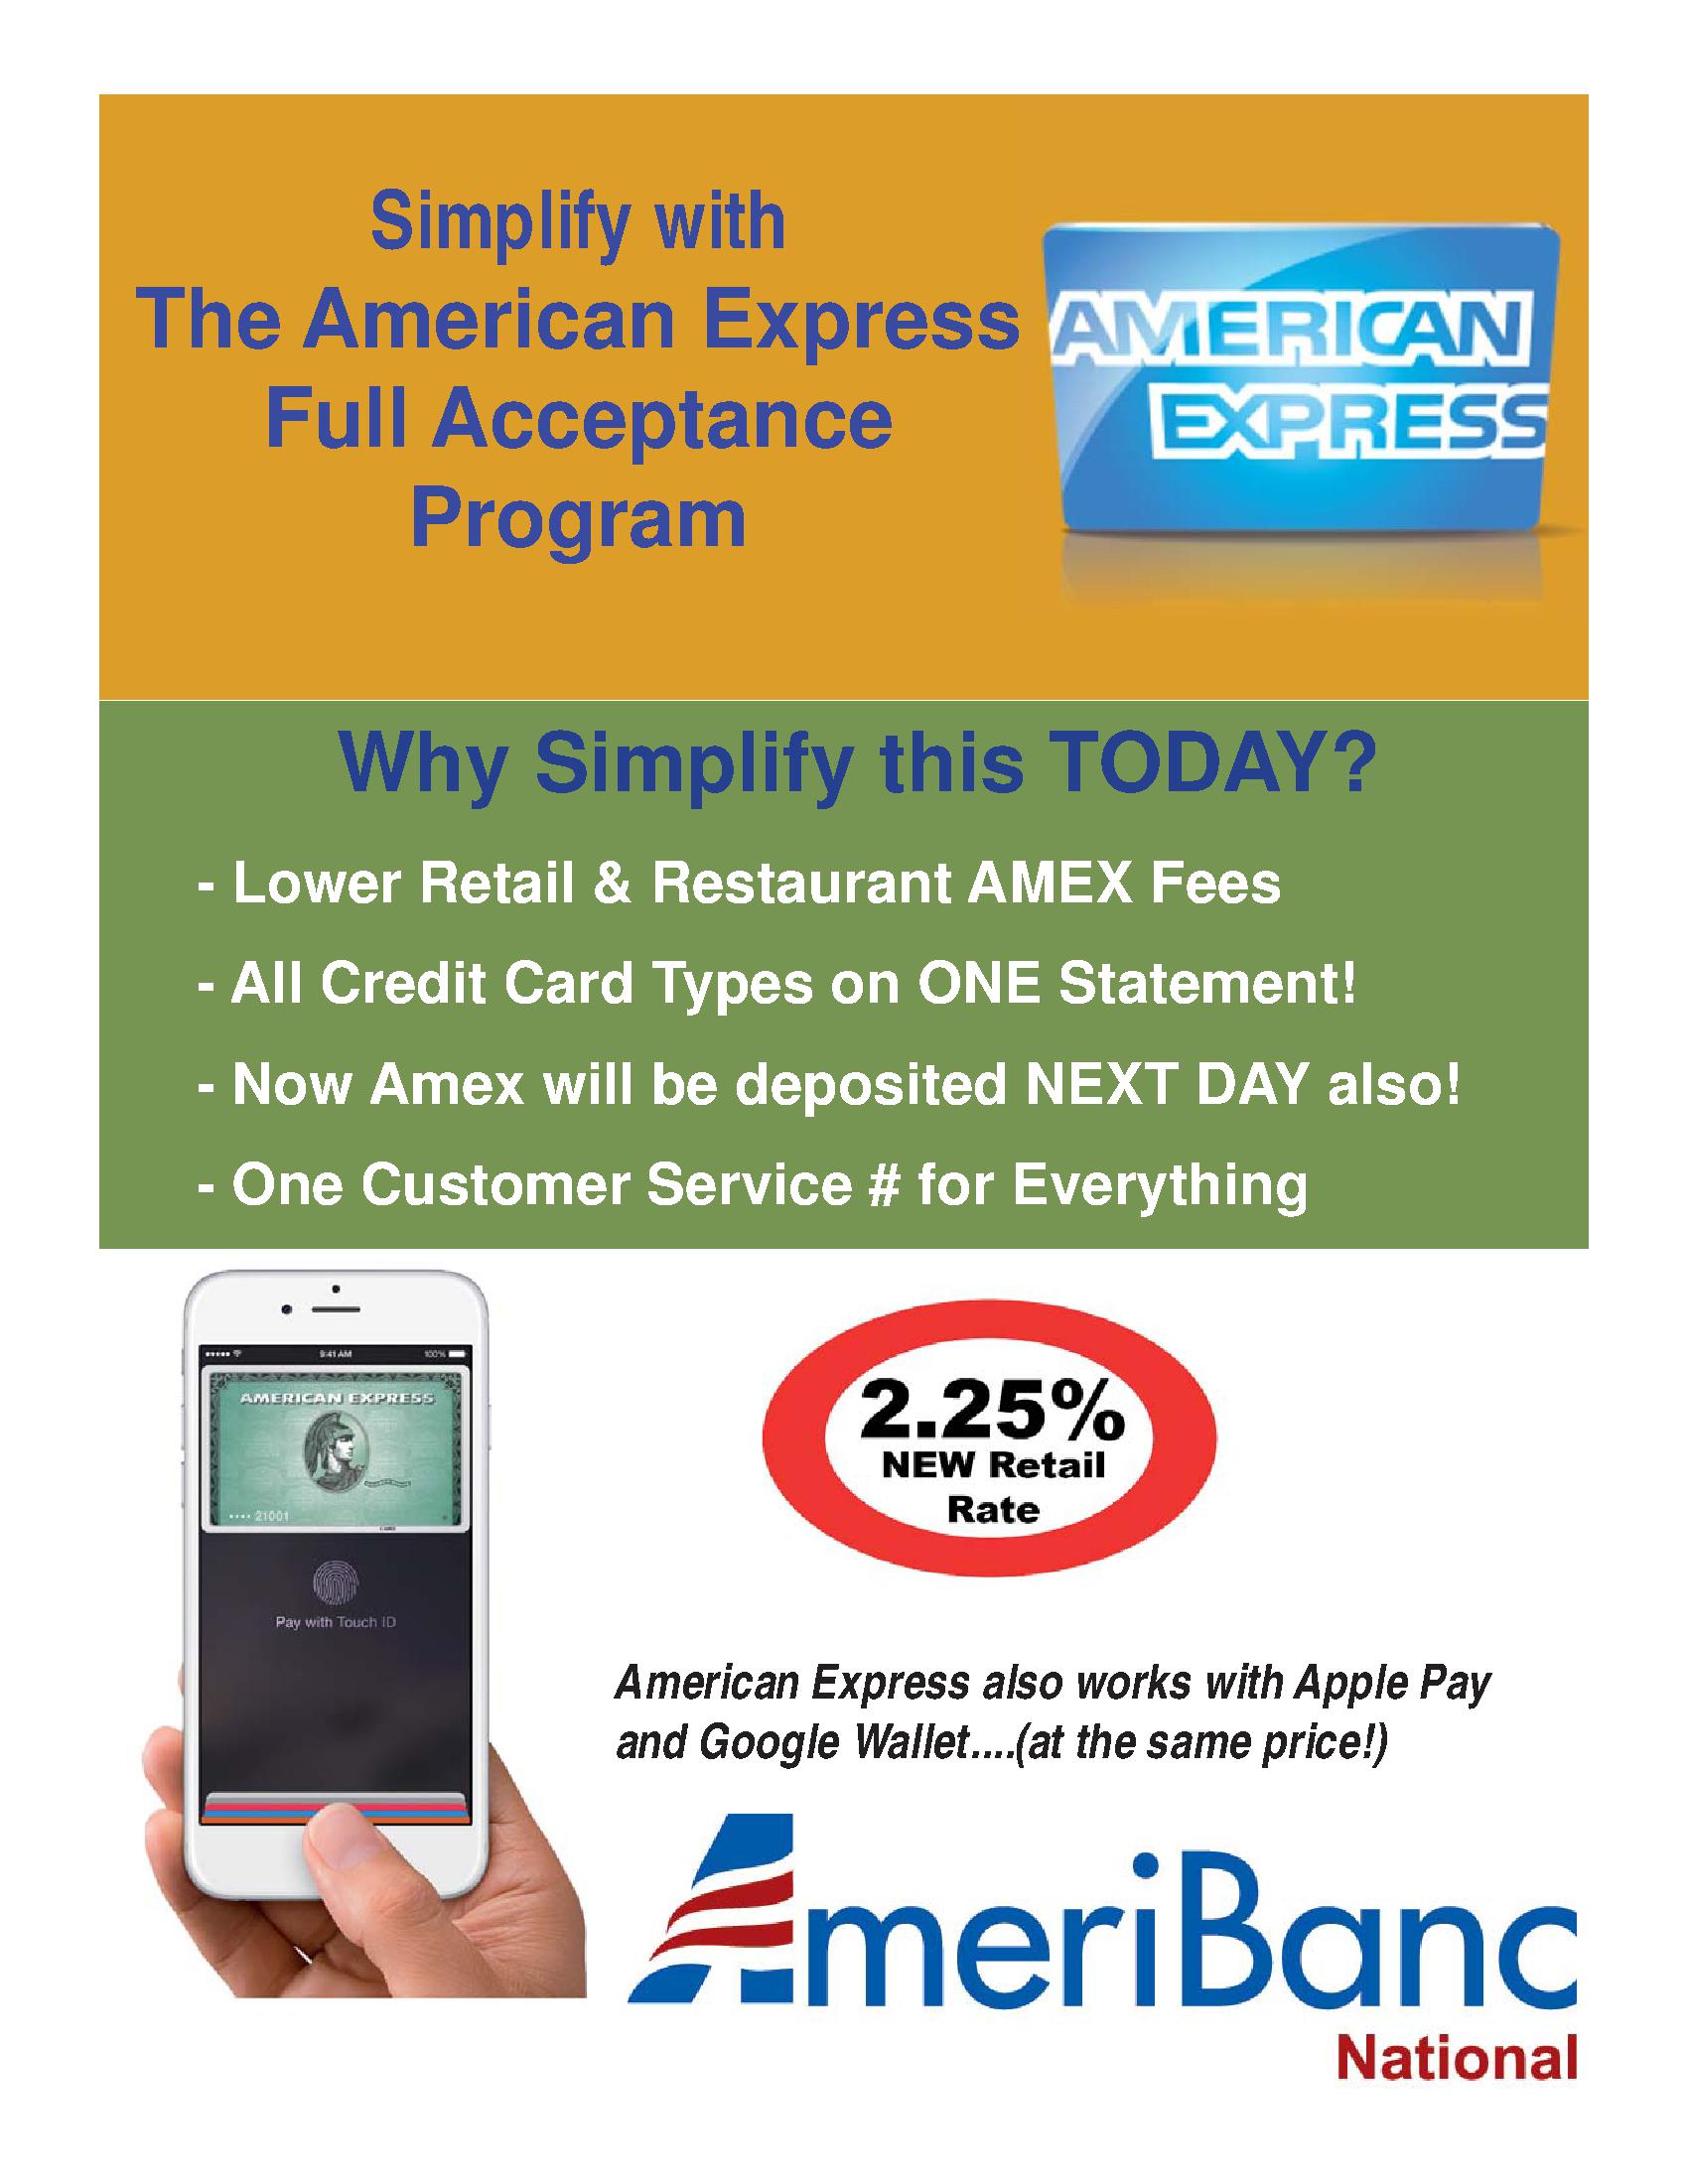 Simplify with
The American Express
Full Acceptance
Program
AMERICAN
EXPRESS
Why Simplify this TODAY?
- Lower Retail & Restaurant AMEX Fees
- All Credit Card Types on ONE Statement!
- Now Amex will be deposited NEXT DAY also!
- One Customer Service # for Everything
9:41 AM 100%
AMERICAN EXPRESS
•••• 21001
Pay with Touch ID
2.25%
NEW Retail
Rate
American Express also works with Apple Pay
and Google Wallet....(at the same price!)
AmeriBanc
National